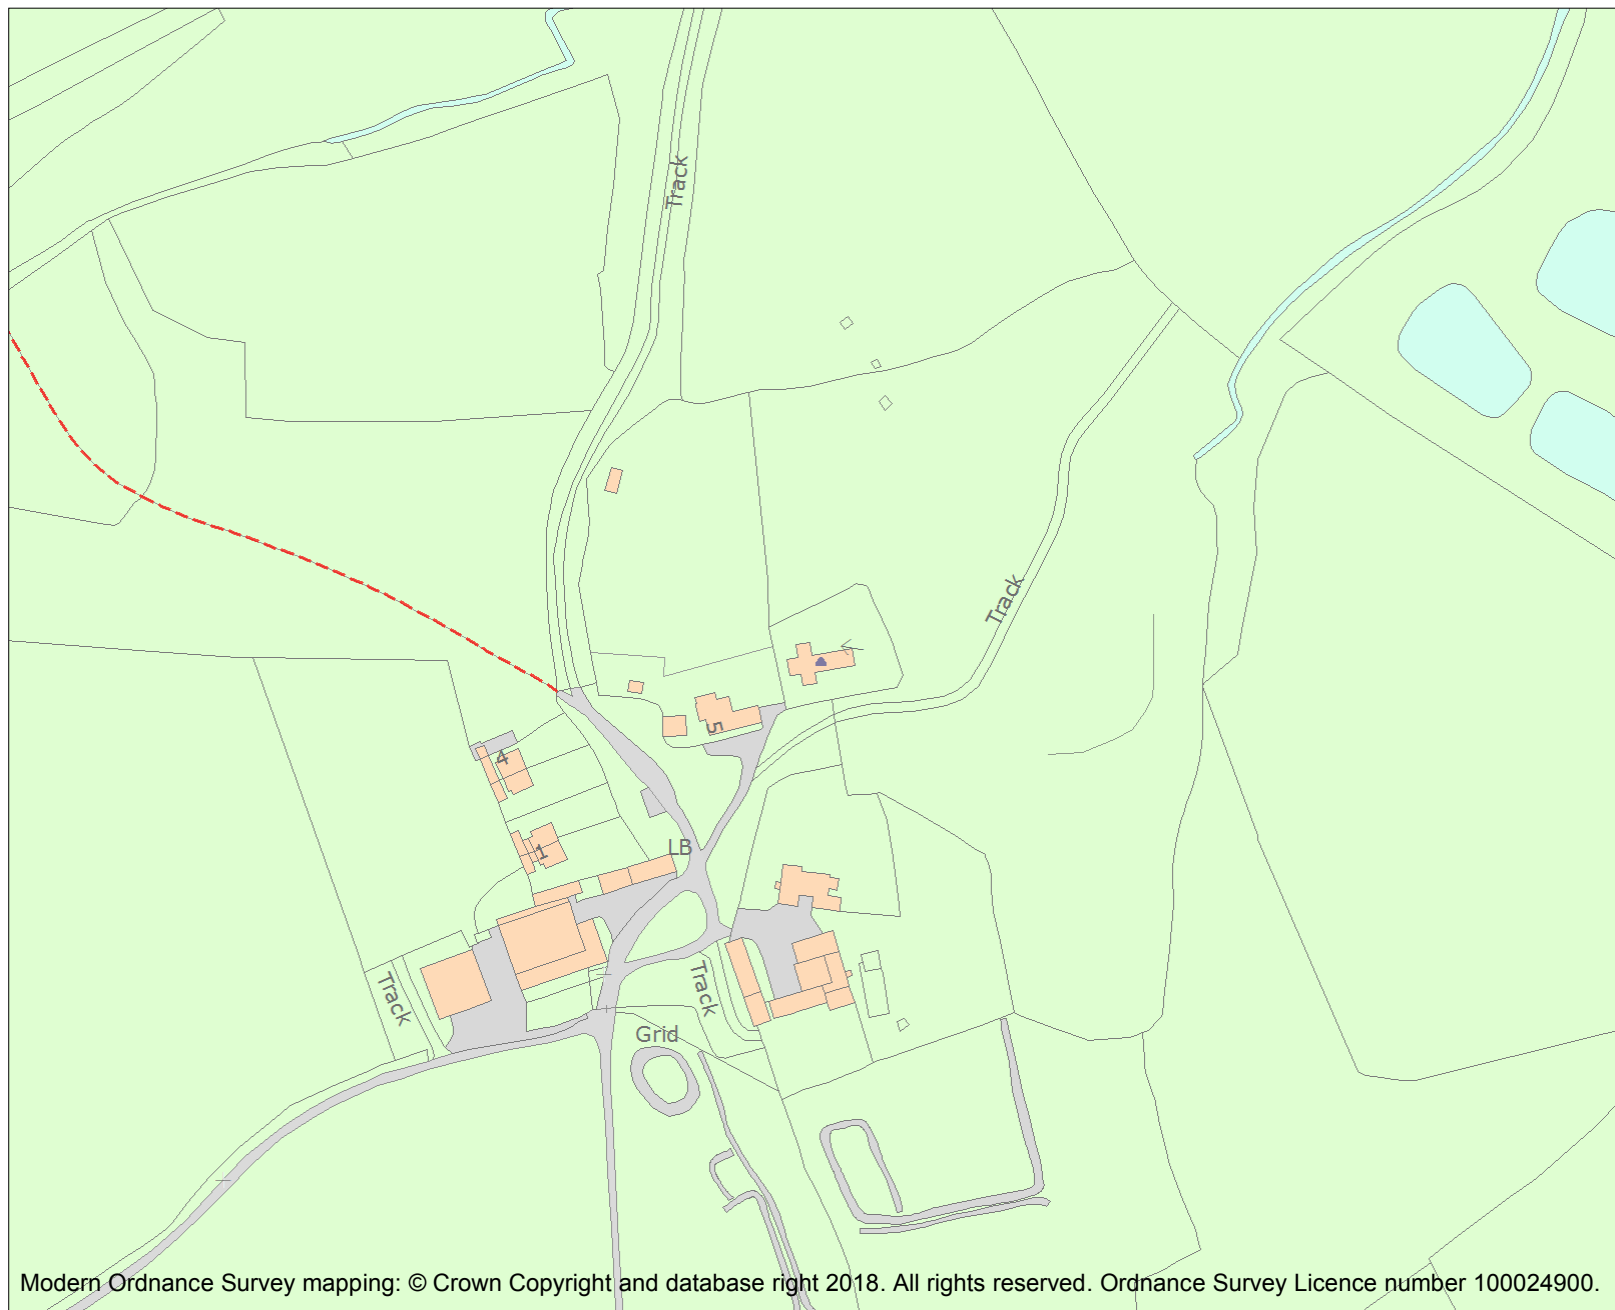 Track
Track
5
4
LB
1
Track
Track
Grid
Modern Ordnance Survey mapping: © Crown Copyright and database right 2018. All rights reserved. Ordnance Survey Licence number 100024900.